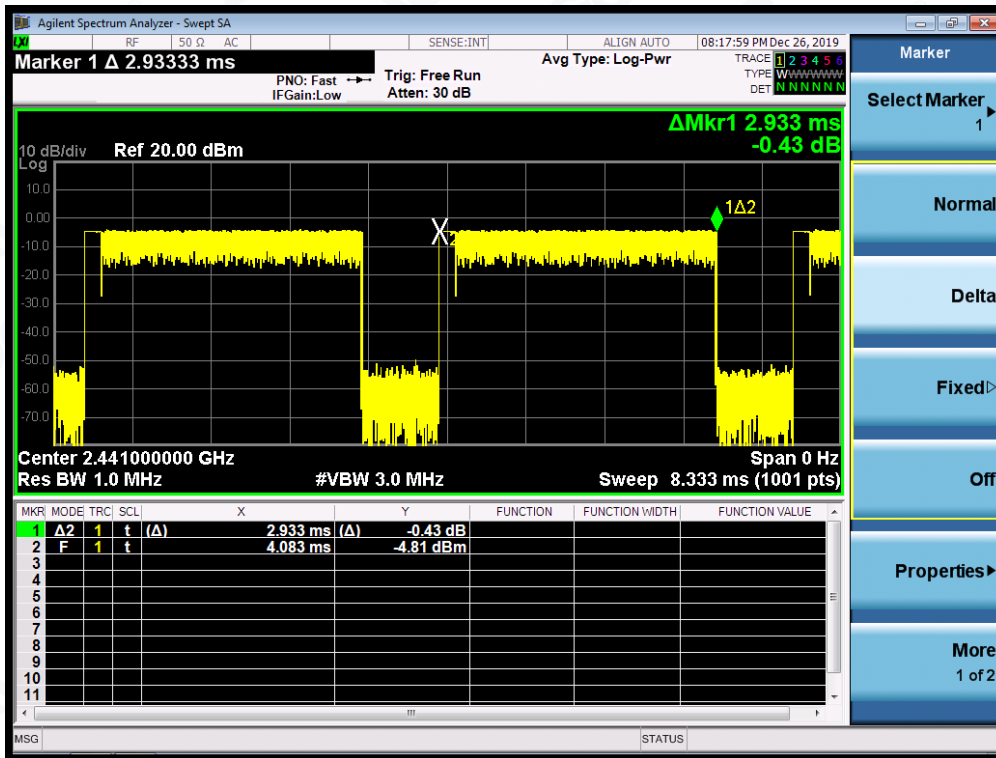 Agilent Spectrum Analyzer - Swept SA
LXI RF 50 Ω AC SENSE:INT ALIGN AUTO 08:17:59 PM Dec 26, 2019
Marker 1 Δ 2.93333 ms
PNO: Fast
IFGain:Low
Trig: Free Run
Atten: 30 dB
Avg Type: Log-Pwr
TRACE 1 2 3 4 5 6
TYPE WWWWWWW
DET N N N N N N
ΔMkr1 2.933 ms
-0.43 dB
10 dB/div Ref 20.00 dBm
Log
10.0
0.00
-10.0
-20.0
-30.0
-40.0
-50.0
-60.0
-70.0
X2
1Δ2
Center 2.441000000 GHz Span 0 Hz
Res BW 1.0 MHz #VBW 3.0 MHz Sweep 8.333 ms (1001 pts)
MKR MODE TRC SCL X Y FUNCTION FUNCTION WIDTH FUNCTION VALUE
1 Δ2 1 t (Δ) 2.933 ms (Δ) -0.43 dB
2 F 1 t 4.083 ms -4.81 dBm
3
4
5
6
7
8
9
10
11
MSG STATUS
Marker
Select Marker
1
Normal
Delta
Fixed
Off
Properties
More
1 of 2